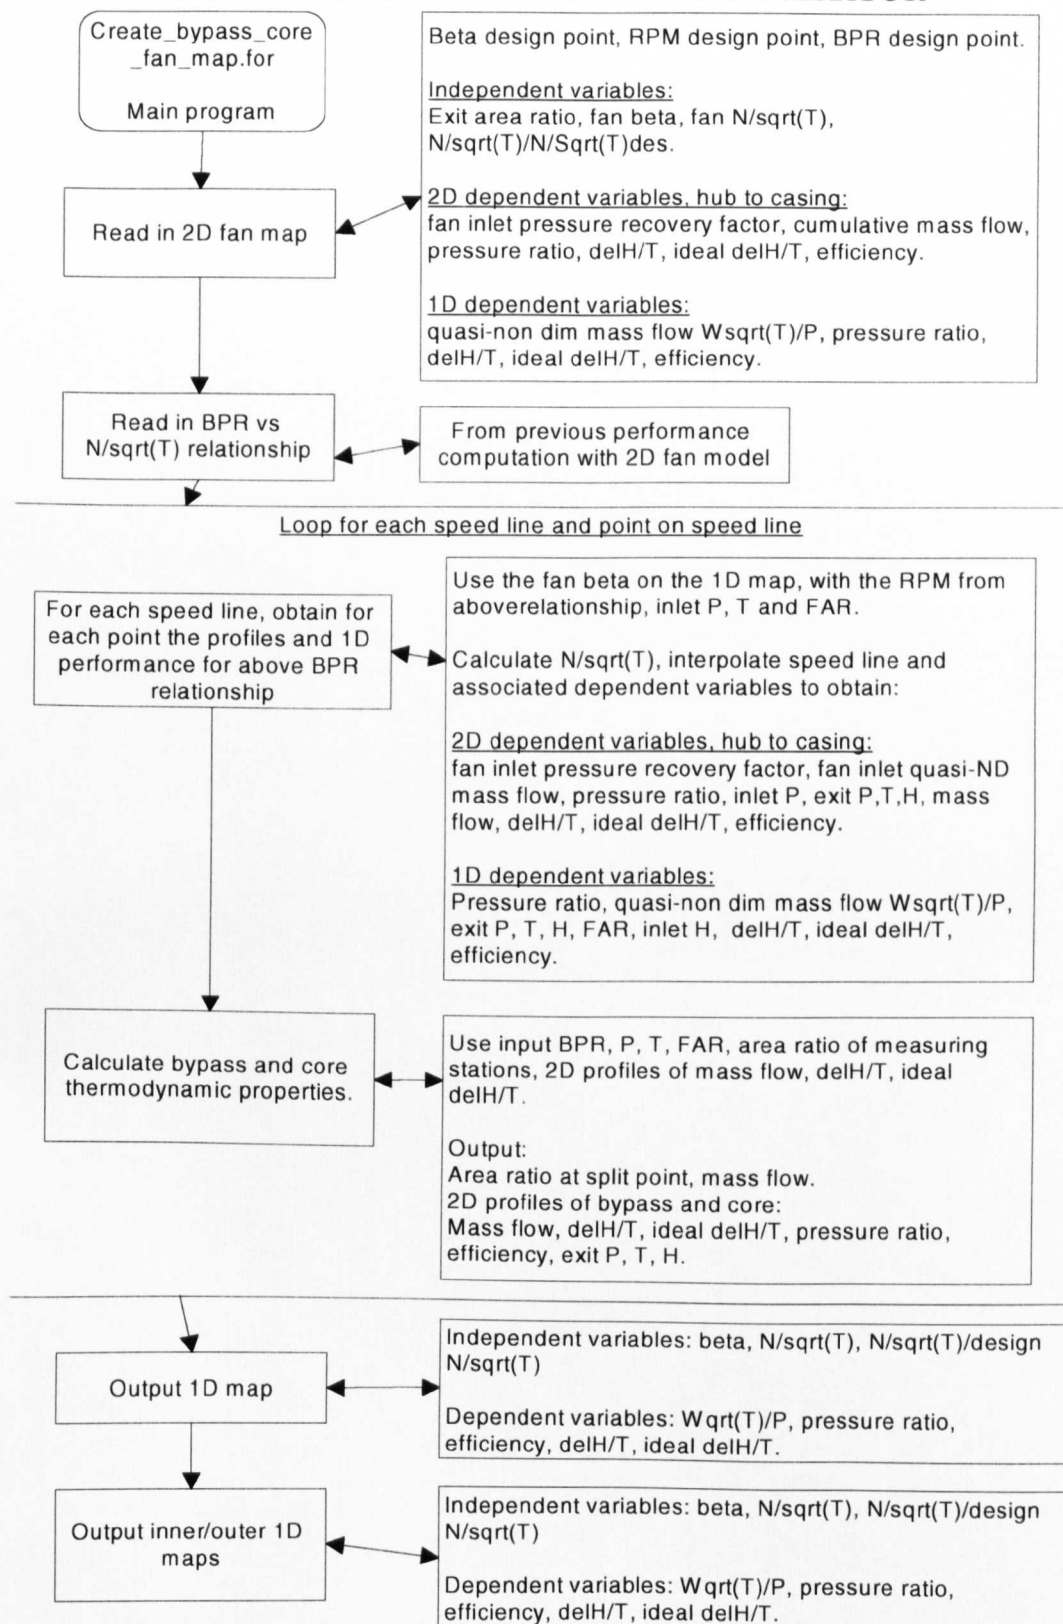 Create_bypass_core
_fan_map.for
Main program
Beta design point, RPM design point, BPR design point.
Independent variables:
Exit area ratio, fan beta, fan N/sqrt(T),
N/sqrt(T)/N/Sqrt(T)des.
2D dependent variables, hub to casing:
fan inlet pressure recovery factor, cumulative mass flow,
pressure ratio, delH/T, ideal delH/T, efficiency.
1D dependent variables:
quasi-non dim mass flow Wsqrt(T)/P, pressure ratio,
delH/T, ideal delH/T, efficiency.
Read in 2D fan map
Read in BPR vs
N/sqrt(T) relationship
From previous performance
computation with 2D fan model
Loop for each speed line and point on speed line
For each speed line, obtain for
each point the profiles and 1D
performance for above BPR
relationship
Use the fan beta on the 1D map, with the RPM from
aboverelationship, inlet P, T and FAR.
Calculate N/sqrt(T), interpolate speed line and
associated dependent variables to obtain:
2D dependent variables, hub to casing:
fan inlet pressure recovery factor, fan inlet quasi-ND
mass flow, pressure ratio, inlet P, exit P,T,H, mass
flow, delH/T, ideal delH/T, efficiency.
1D dependent variables:
Pressure ratio, quasi-non dim mass flow Wsqrt(T)/P,
exit P, T, H, FAR, inlet H, delH/T, ideal delH/T,
efficiency.
Calculate bypass and core
thermodynamic properties.
Use input BPR, P, T, FAR, area ratio of measuring
stations, 2D profiles of mass flow, delH/T, ideal
delH/T.
Output:
Area ratio at split point, mass flow.
2D profiles of bypass and core:
Mass flow, delH/T, ideal delH/T, pressure ratio,
efficiency, exit P, T, H.
Output 1D map
Independent variables: beta, N/sqrt(T), N/sqrt(T)/design
N/sqrt(T)
Dependent variables: Wqrt(T)/P, pressure ratio,
efficiency, delH/T, ideal delH/T.
Output inner/outer 1D
maps
Independent variables: beta, N/sqrt(T), N/sqrt(T)/design
N/sqrt(T)
Dependent variables: Wqrt(T)/P, pressure ratio,
efficiency, delH/T, ideal delH/T.